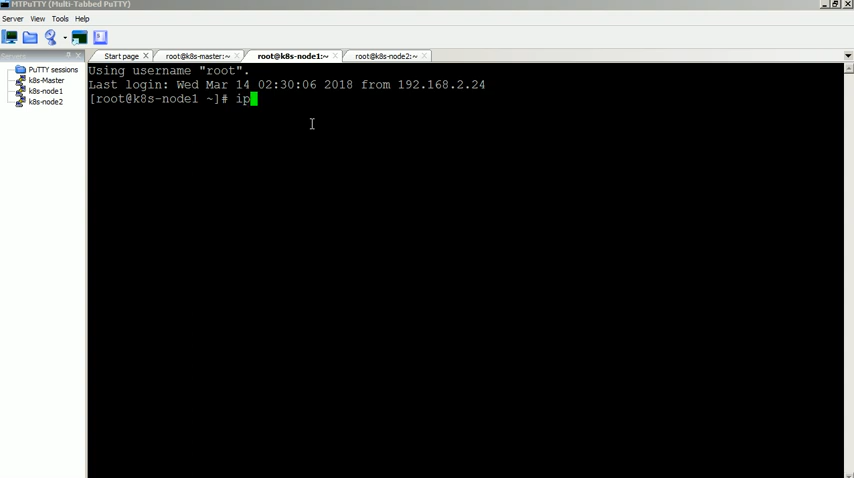 MTPuTTY (Multi-Tabbed PuTTY)
Server View Tools Help
Start page root@k8s-master:~ root@k8s-node1:~ root@k8s-node2:~
PuTTY sessions
k8s-Master
k8s-node1
k8s-node2
Using username "root".
Last login: Wed Mar 14 02:30:06 2018 from 192.168.2.24
[root@k8s-node1 ~]# ip